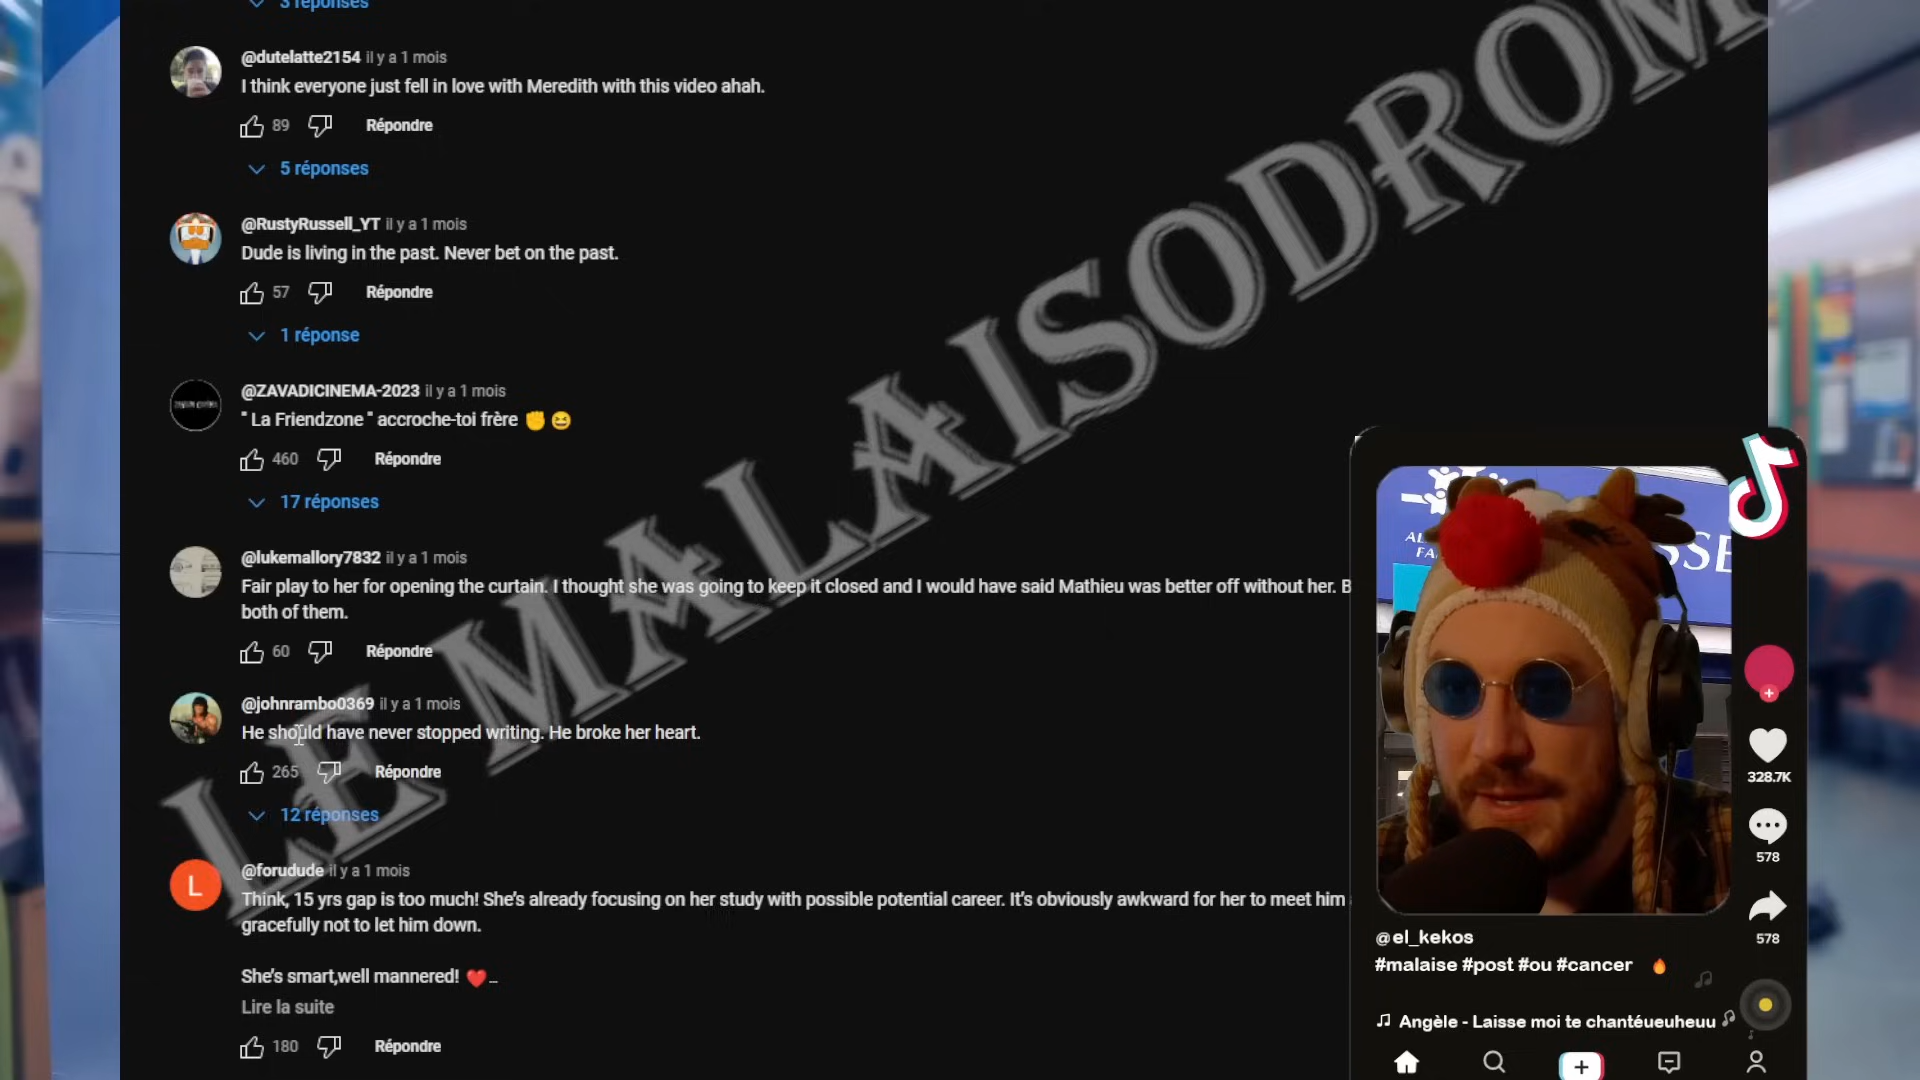 3 réponses
@dutelatte2154 il y a 1 mois
I think everyone just fell in love with Meredith with this video ahah.
89 Répondre
5 réponses
@RustyRussell_YT il y a 1 mois
Dude is living in the past. Never bet on the past.
57 Répondre
1 réponse
@ZAVADICINEMA-2023 il y a 1 mois
" La Friendzone " accroche-toi frère ✊ 😆
460 Répondre
17 réponses
@lukemallory7832 il y a 1 mois
Fair play to her for opening the curtain. I thought she was going to keep it closed and I would have said Mathieu was better off without her. B
both of them.
60 Répondre
@johnrambo0369 il y a 1 mois
He should have never stopped writing. He broke her heart.
265 Répondre
12 réponses
L
@forudude il y a 1 mois
Think, 15 yrs gap is too much! She's already focusing on her study with possible potential career. It's obviously awkward for her to meet him
gracefully not to let him down.
She's smart,well mannered! ❤️ ...
Lire la suite
180 Répondre
LE MALAISODROM
AL
FA
SSE
328.7K
578
578
@el_kekos
#malaise #post #ou #cancer 🔥
Angèle - Laisse moi te chantéueuheuu